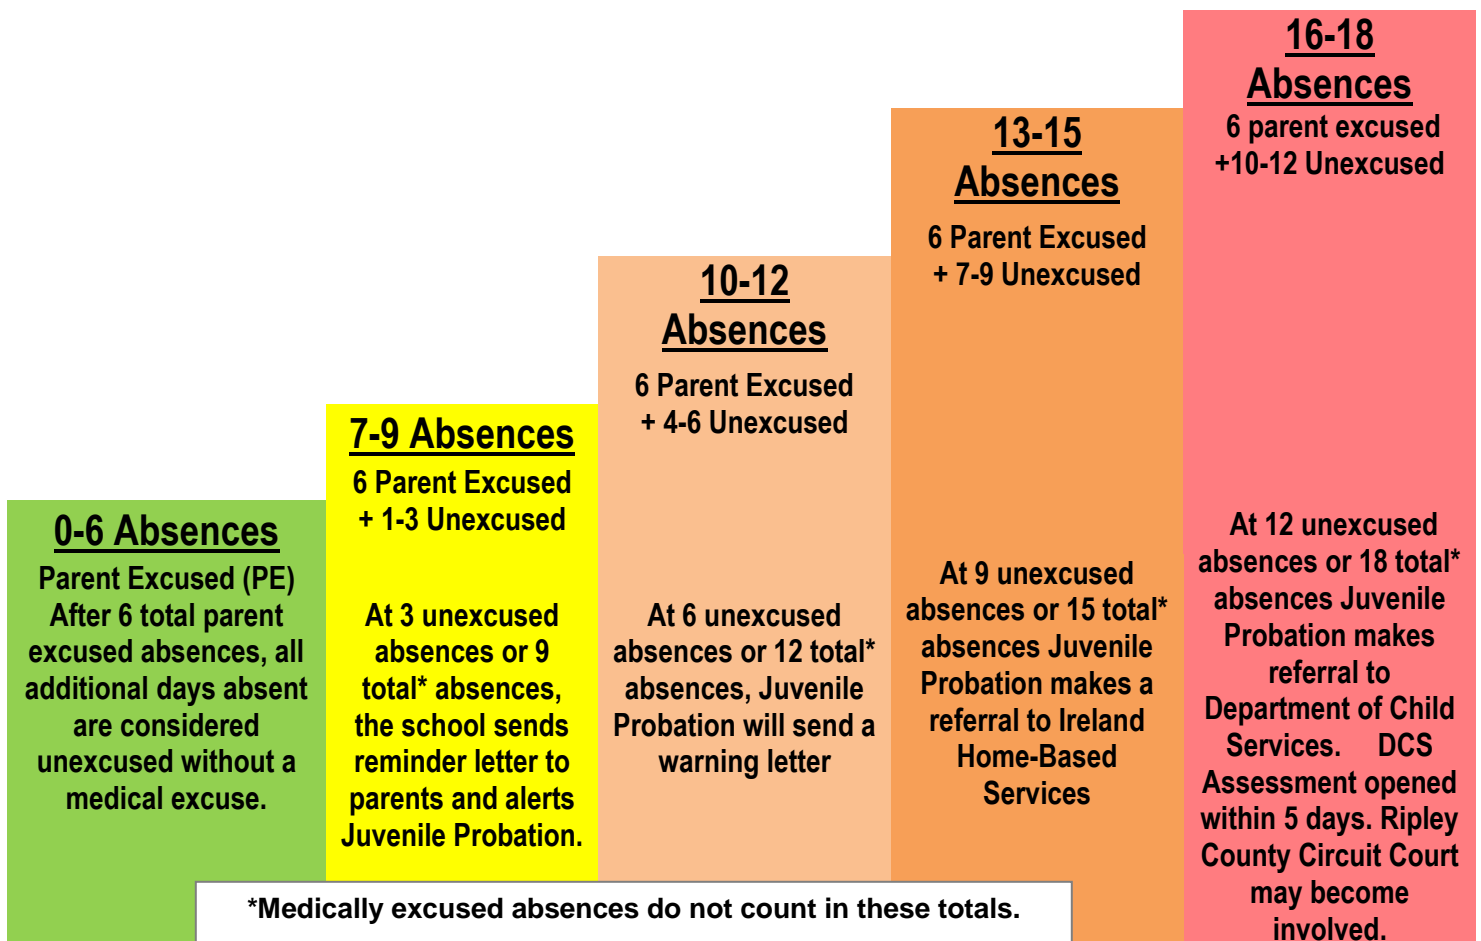 0-6 Absences
Parent Excused (PE)
After 6 total parent
excused absences, all
additional days absent
are considered
unexcused without a
medical excuse.
7-9 Absences
6 Parent Excused
+ 1-3 Unexcused
At 3 unexcused
absences or 9
total* absences,
the school sends
reminder letter to
parents and alerts
Juvenile Probation.
10-12
Absences
6 Parent Excused
+ 4-6 Unexcused
At 6 unexcused
absences or 12 total*
absences, Juvenile
Probation will send a
warning letter
13-15
Absences
6 Parent Excused
+ 7-9 Unexcused
At 9 unexcused
absences or 15 total*
absences Juvenile
Probation makes a
referral to Ireland
Home-Based
Services
16-18
Absences
6 parent excused
+10-12 Unexcused
At 12 unexcused
absences or 18 total*
absences Juvenile
Probation makes
referral to
Department of Child
Services. DCS
Assessment opened
within 5 days. Ripley
County Circuit Court
may become
involved.
*Medically excused absences do not count in these totals.